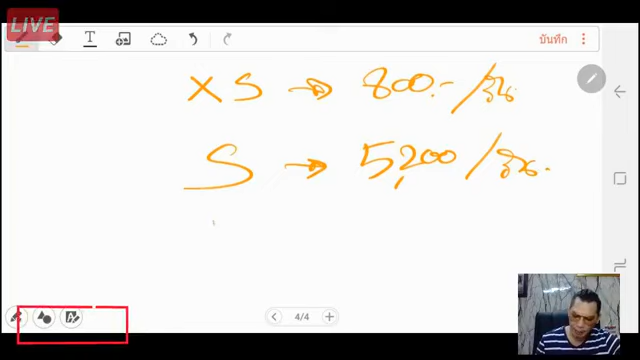 LIVE
T
บันทึก
XS → 800.- /
S → 5,200 /
4/4